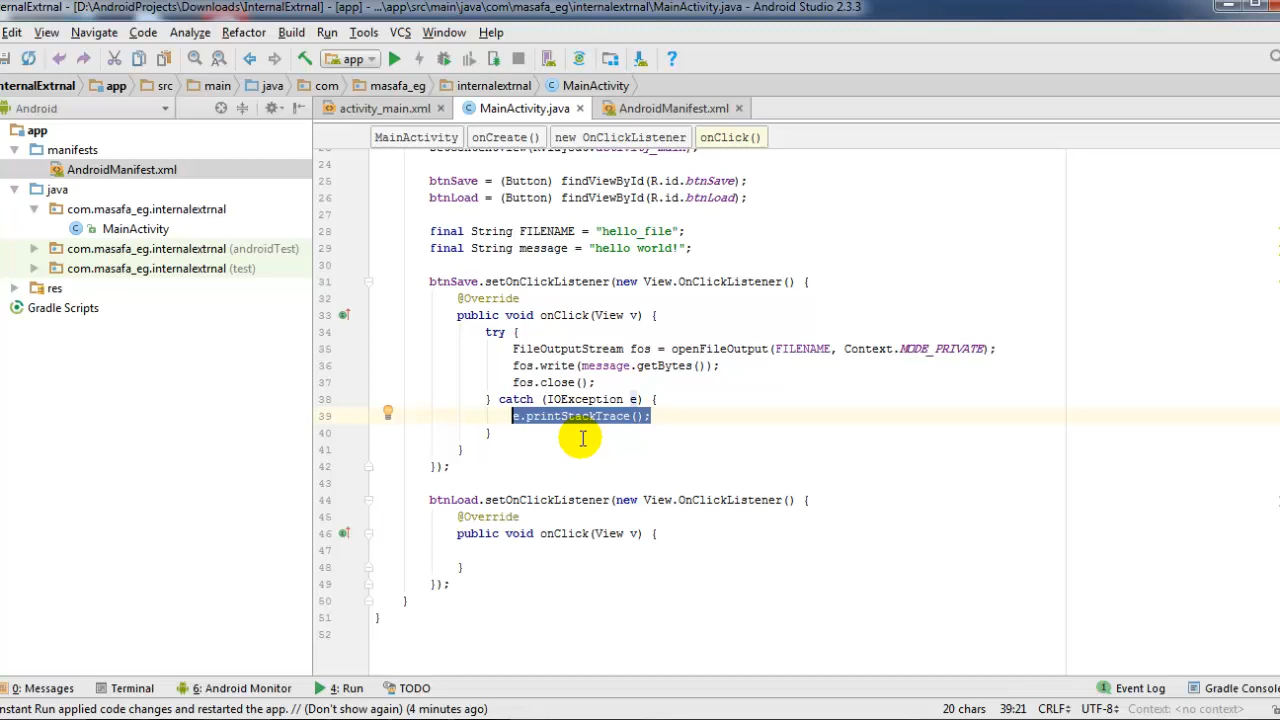 nternalExtrnal - [D:\AndroidProjects\Downloads\InternalExtrnal] - [app] - ...\app\src\main\java\com\masafa_eg\internalextrnal\MainActivity.java - Android Studio 2.3.3
Edit View Navigate Code Analyze Refactor Build Run Tools VCS Window Help
app
nternalExtrnal app src main java com masafa_eg internalextrnal MainActivity
Android activity_main.xml MainActivity.java AndroidManifest.xml
MainActivity onCreate() new OnClickListener onClick()
app
manifests
AndroidManifest.xml
java
com.masafa_eg.internalextrnal
MainActivity
com.masafa_eg.internalextrnal (androidTest)
com.masafa_eg.internalextrnal (test)
res
Gradle Scripts
setContentView(R.layout.activity_main);
24
25 btnSave = (Button) findViewById(R.id.btnSave);
26 btnLoad = (Button) findViewById(R.id.btnLoad);
27
28 final String FILENAME = "hello_file";
29 final String message = "hello world!";
30
31 btnSave.setOnClickListener(new View.OnClickListener() {
32 @Override
33 public void onClick(View v) {
34 try {
35 FileOutputStream fos = openFileOutput(FILENAME, Context.MODE_PRIVATE);
36 fos.write(message.getBytes());
37 fos.close();
38 } catch (IOException e) {
39 e.printStackTrace();
40 }
41 }
42 });
43
44 btnLoad.setOnClickListener(new View.OnClickListener() {
45 @Override
46 public void onClick(View v) {
47
48 }
49 });
50 }
51 }
52
0: Messages Terminal 6: Android Monitor 4: Run TODO Event Log Gradle Console
nstant Run applied code changes and restarted the app. // (Don't show again) (4 minutes ago) 20 chars 39:21 CRLF UTF-8 Context: <no context>